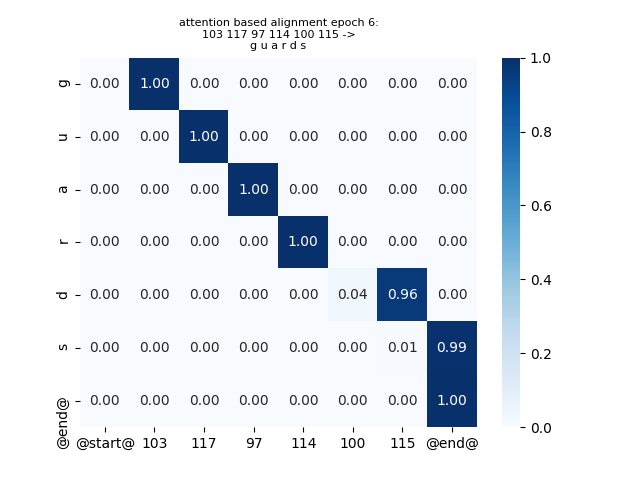 attention based alignment epoch 6:
103 117 97 114 100 115 ->
g u a r d s
g 0.00 1.00 0.00 0.00 0.00 0.00 0.00 0.00
u 0.00 0.00 1.00 0.00 0.00 0.00 0.00 0.00
a 0.00 0.00 0.00 1.00 0.00 0.00 0.00 0.00
r 0.00 0.00 0.00 0.00 1.00 0.00 0.00 0.00
d 0.00 0.00 0.00 0.00 0.00 0.04 0.96 0.00
s 0.00 0.00 0.00 0.00 0.00 0.00 0.01 0.99
@end@ 0.00 0.00 0.00 0.00 0.00 0.00 0.00 1.00
@start@ 103 117 97 114 100 115 @end@
1.0
0.8
0.6
0.4
0.2
0.0